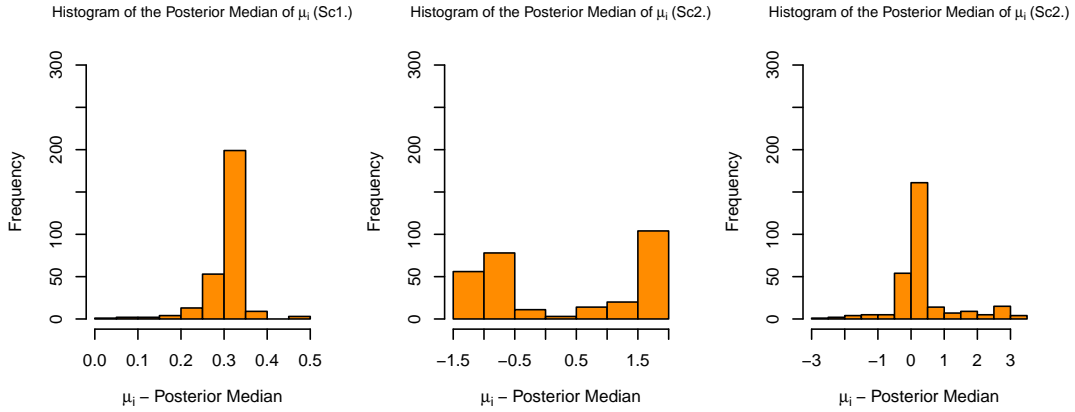 Histogram of the Posterior Median of μi (Sc1.)
Frequency
300
200
100
50
0
0.0 0.1 0.2 0.3 0.4 0.5
μi − Posterior Median
Histogram of the Posterior Median of μi (Sc2.)
Frequency
300
200
100
50
0
−1.5 −0.5 0.5 1.5
μi − Posterior Median
Histogram of the Posterior Median of μi (Sc2.)
Frequency
300
200
100
50
0
−3 −1 0 1 2 3
μi − Posterior Median